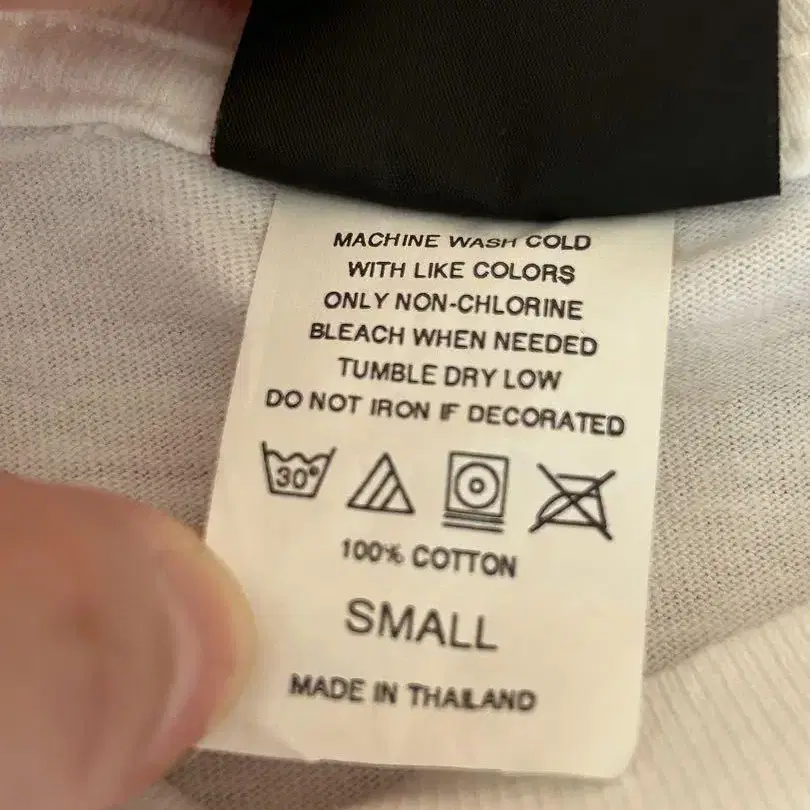 MACHINE WASH COLD
WITH LIKE COLORS
ONLY NON-CHLORINE
BLEACH WHEN NEEDED
TUMBLE DRY LOW
DO NOT IRON IF DECORATED
30°
100% COTTON
SMALL
MADE IN THAILAND